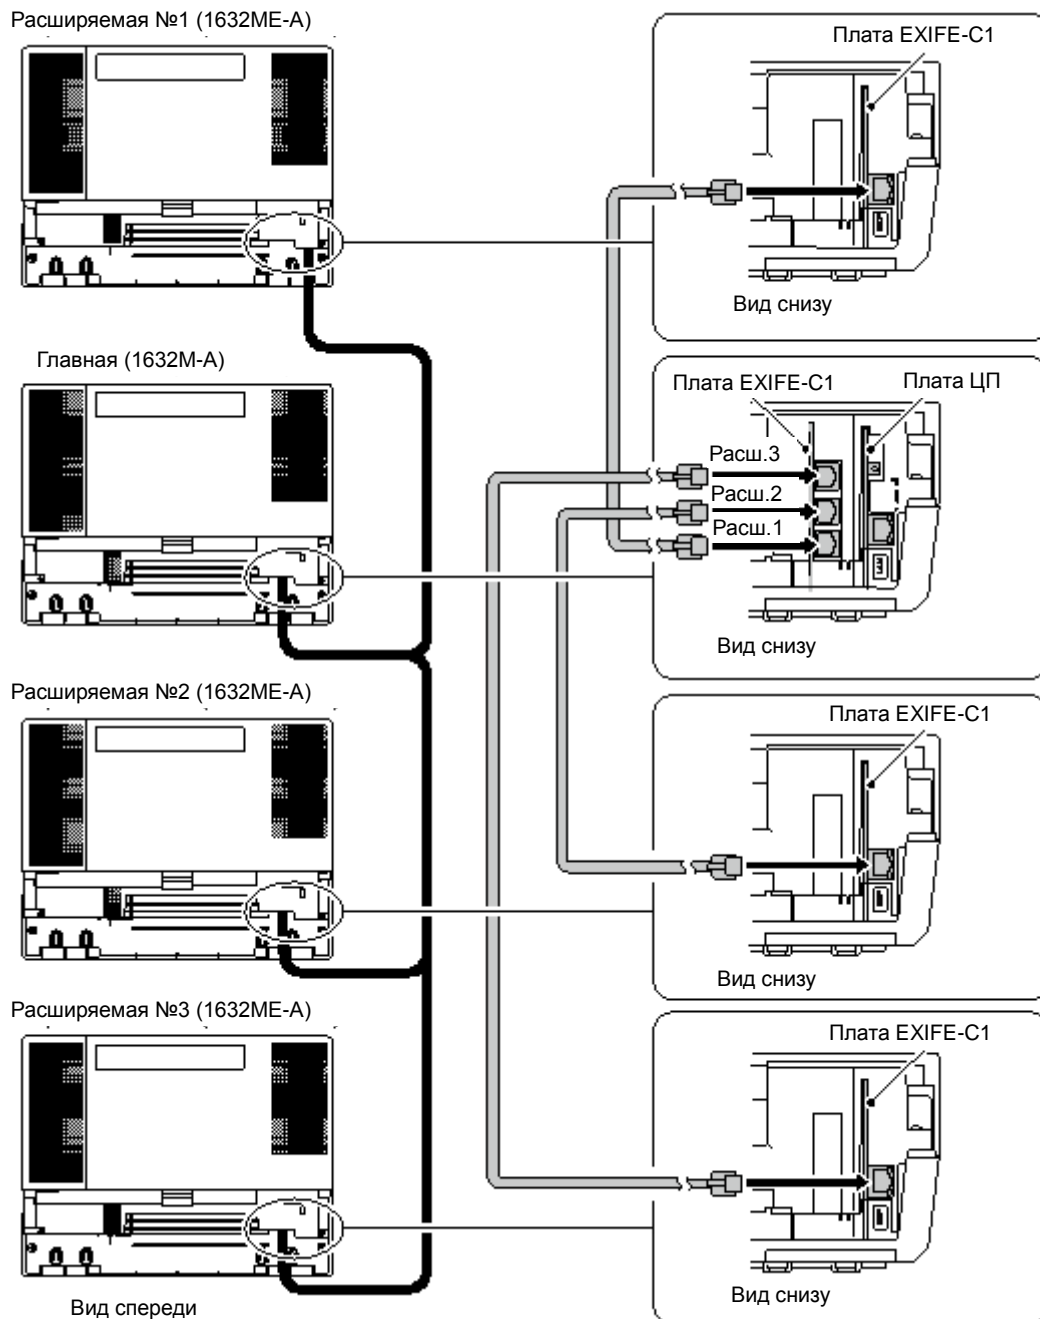 Расширяемая №1 (1632ME-A)
Плата EXIFE-C1
Вид снизу
Главная (1632M-A)
Плата EXIFE-C1
Плата ЦП
Расш.3
Расш.2
Расш.1
Вид снизу
Расширяемая №2 (1632ME-A)
Плата EXIFE-C1
Вид снизу
Расширяемая №3 (1632ME-A)
Плата EXIFE-C1
Вид снизу
Вид спереди